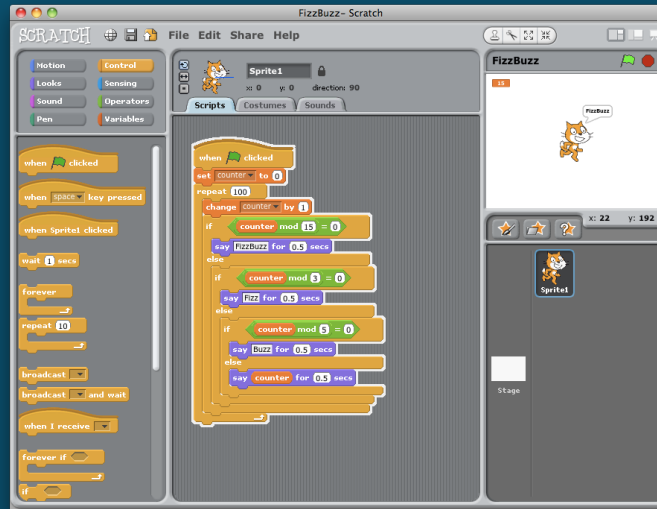 FizzBuzz- Scratch
SCRATCH File Edit Share Help
Motion Control
Looks Sensing
Sound Operators
Pen Variables
when clicked
when space key pressed
when Sprite1 clicked
wait 1 secs
forever
repeat 10
broadcast
broadcast and wait
when I receive
forever if
if
Sprite1
x: 0 y: 0 direction: 90
Scripts Costumes Sounds
when clicked
set counter to 0
repeat 100
change counter by 1
if counter mod 15 = 0
say FizzBuzz for 0.5 secs
else
if counter mod 3 = 0
say Fizz for 0.5 secs
else
if counter mod 5 = 0
say Buzz for 0.5 secs
else
say counter for 0.5 secs
FizzBuzz
15
FizzBuzz
x: 22 y: 192
Sprite1
Stage